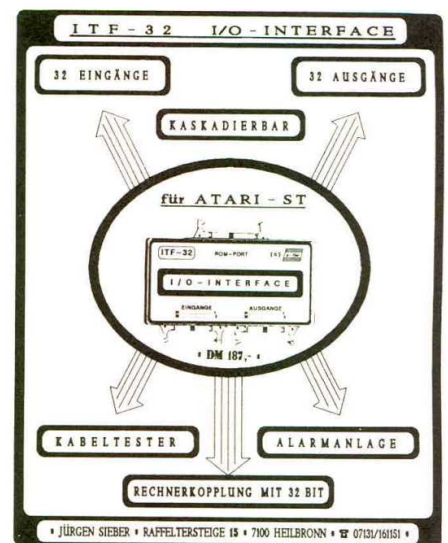 ITF-32 I/O-INTERFACE
32 EINGÄNGE
32 AUSGÄNGE
KASKADIERBAR
für ATARI-ST
ITF-32 ROM-PORT
I/O-INTERFACE
EINGÄNGE AUSGÄNGE
• DM 187,- •
KABELTESTER
ALARMANLAGE
RECHNERKOPPLUNG MIT 32 BIT
• JÜRGEN SIEBER • RAFFELTERSTEIGE 15 • 7100 HEILBRONN • ☎ 07131/161151 •